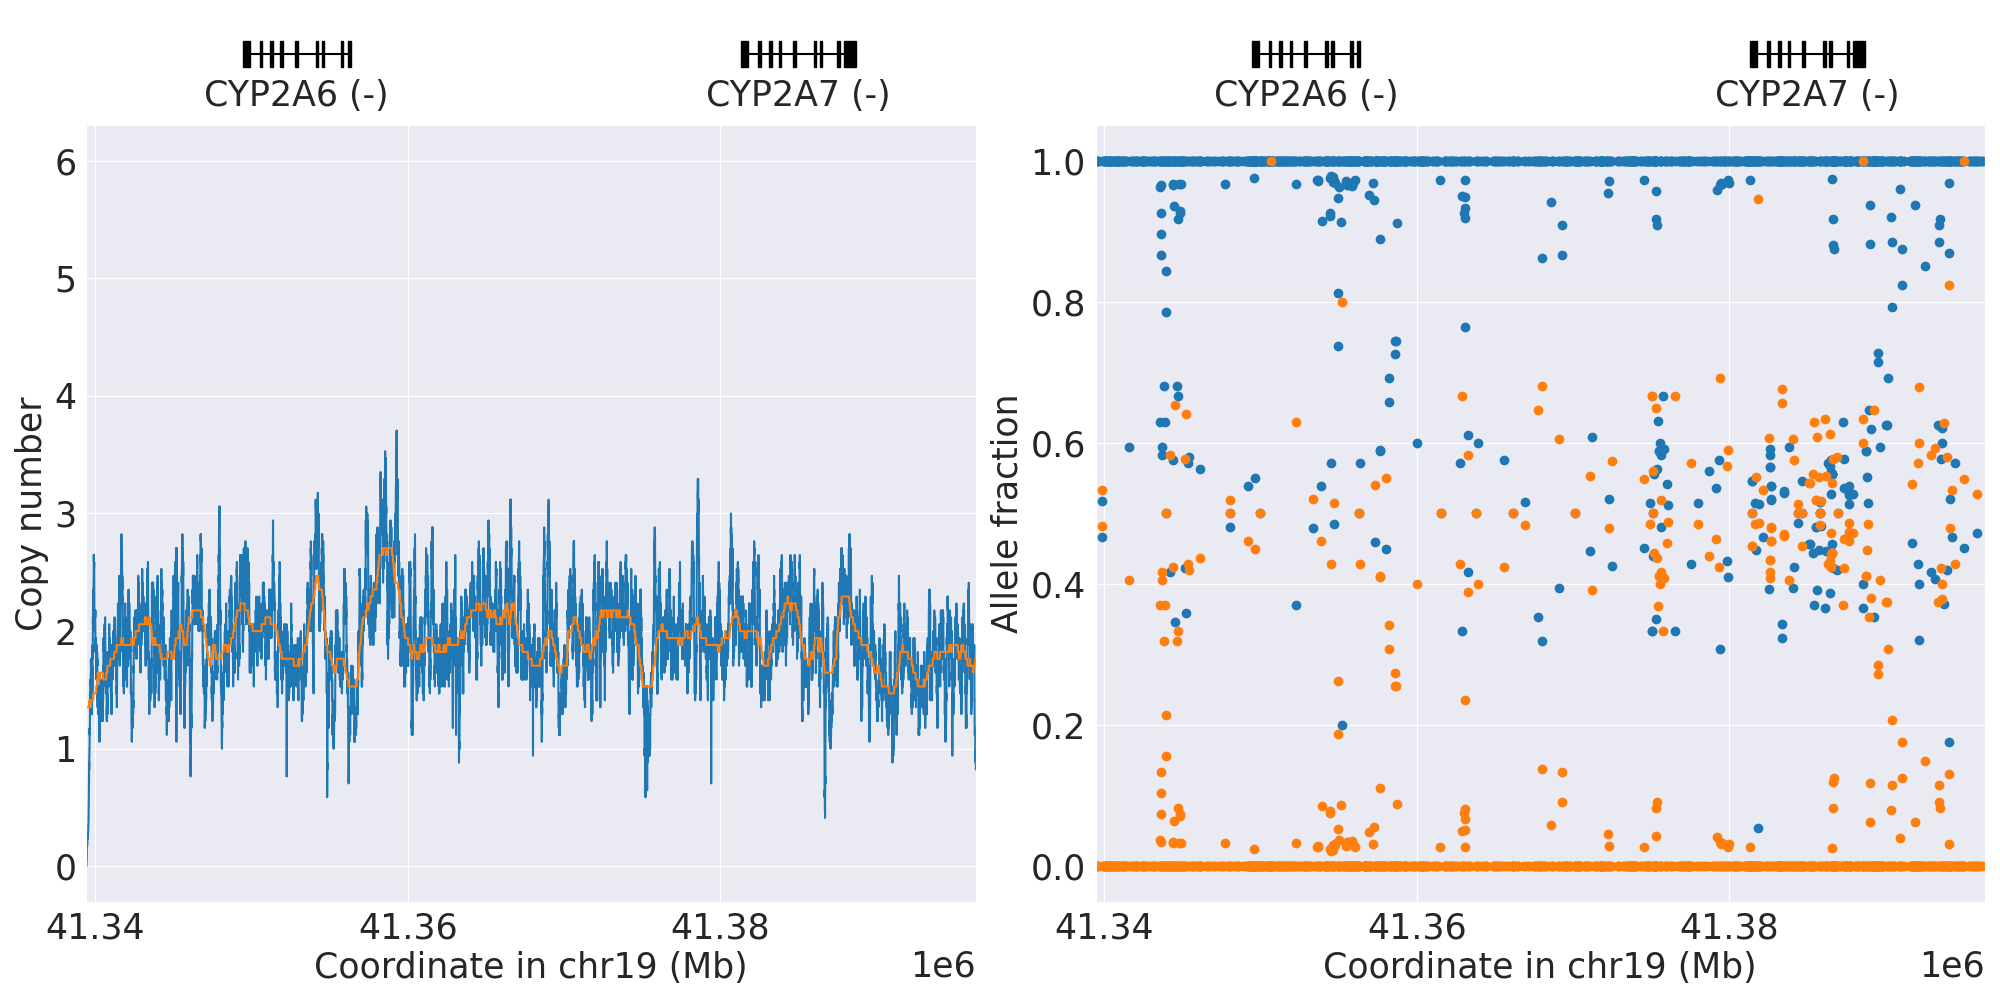 CYP2A6 (-)
CYP2A7 (-)
CYP2A6 (-)
CYP2A7 (-)
Copy number
6
5
4
3
2
1
0
41.34
41.36
41.38
Coordinate in chr19 (Mb)
1e6
Allele fraction
1.0
0.8
0.6
0.4
0.2
0.0
41.34
41.36
41.38
Coordinate in chr19 (Mb)
1e6